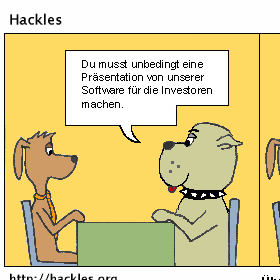 Hackles
Du musst unbedingt eine
Präsentation von unserer
Software für die Investoren
machen.
http://hackles.org